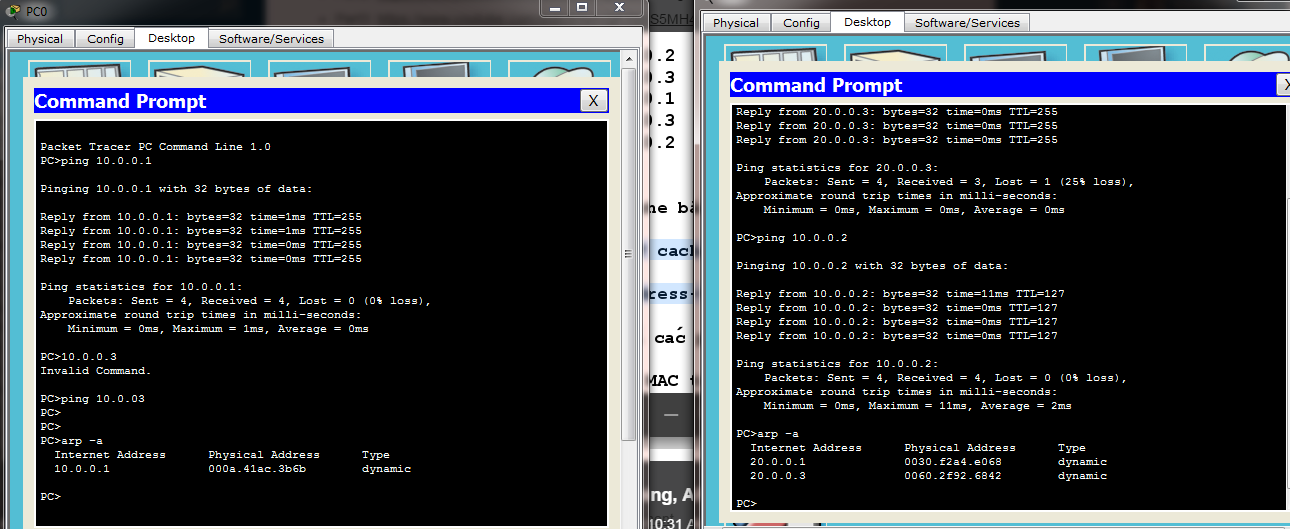 PC0
Physical Config Desktop Software/Services
Command Prompt X
Packet Tracer PC Command Line 1.0
PC>ping 10.0.0.1
Pinging 10.0.0.1 with 32 bytes of data:
Reply from 10.0.0.1: bytes=32 time=1ms TTL=255
Reply from 10.0.0.1: bytes=32 time=1ms TTL=255
Reply from 10.0.0.1: bytes=32 time=0ms TTL=255
Reply from 10.0.0.1: bytes=32 time=0ms TTL=255
Ping statistics for 10.0.0.1:
Packets: Sent = 4, Received = 4, Lost = 0 (0% loss),
Approximate round trip times in milli-seconds:
Minimum = 0ms, Maximum = 1ms, Average = 0ms
PC>10.0.0.3
Invalid Command.
PC>ping 10.0.03
PC>
PC>
PC>arp -a
Internet Address Physical Address Type
10.0.0.1 000a.41ac.3b6b dynamic
PC>
S5MH4
0.2
0.3
0.1
0.3
0.2
các
MAC
10:31
Physical Config Desktop Software/Services
Command Prompt X
Reply from 20.0.0.3: bytes=32 time=0ms TTL=255
Reply from 20.0.0.3: bytes=32 time=0ms TTL=255
Reply from 20.0.0.3: bytes=32 time=0ms TTL=255
Ping statistics for 20.0.0.3:
Packets: Sent = 4, Received = 3, Lost = 1 (25% loss),
Approximate round trip times in milli-seconds:
Minimum = 0ms, Maximum = 0ms, Average = 0ms
PC>ping 10.0.0.2
Pinging 10.0.0.2 with 32 bytes of data:
Reply from 10.0.0.2: bytes=32 time=11ms TTL=127
Reply from 10.0.0.2: bytes=32 time=0ms TTL=127
Reply from 10.0.0.2: bytes=32 time=0ms TTL=127
Reply from 10.0.0.2: bytes=32 time=0ms TTL=127
Ping statistics for 10.0.0.2:
Packets: Sent = 4, Received = 4, Lost = 0 (0% loss),
Approximate round trip times in milli-seconds:
Minimum = 0ms, Maximum = 11ms, Average = 2ms
PC>arp -a
Internet Address Physical Address Type
20.0.0.1 0030.f2a4.e068 dynamic
20.0.0.3 0060.2f92.6842 dynamic
PC>